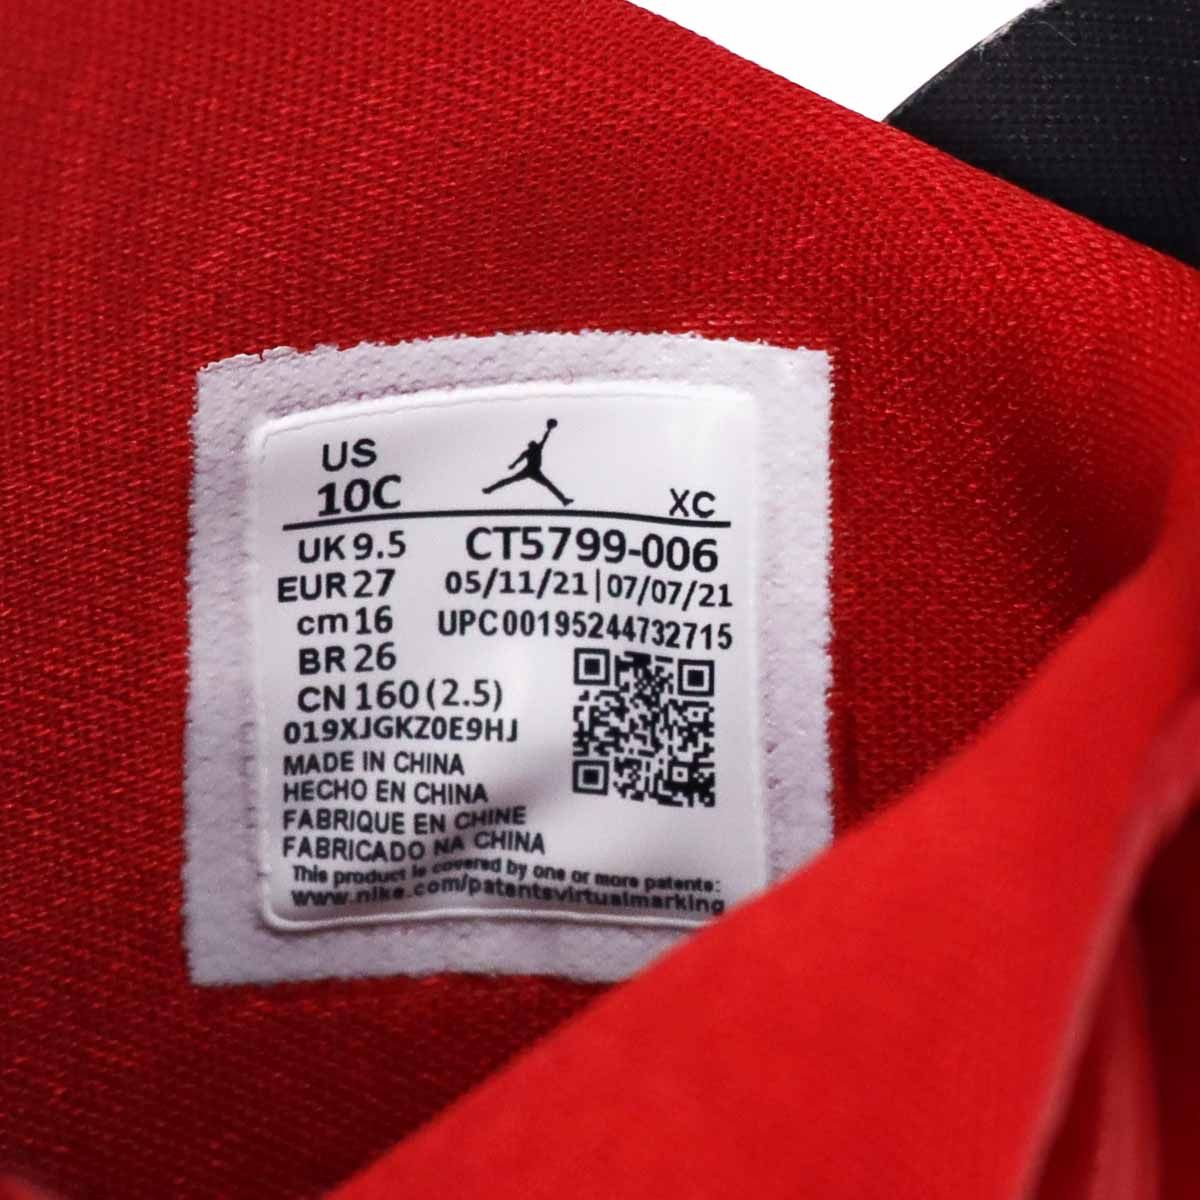 US
10C
XC
UK 9.5 CT5799-006
EUR 27 05/11/21|07/07/21
cm 16 UPC00195244732715
BR 26
CN 160 (2.5)
019XJGKZ0E9HJ
MADE IN CHINA
HECHO EN CHINA
FABRIQUE EN CHINE
FABRICADO NA CHINA
This product is covered by one or more patents:
www.nike.com/patentsvirtualmarking